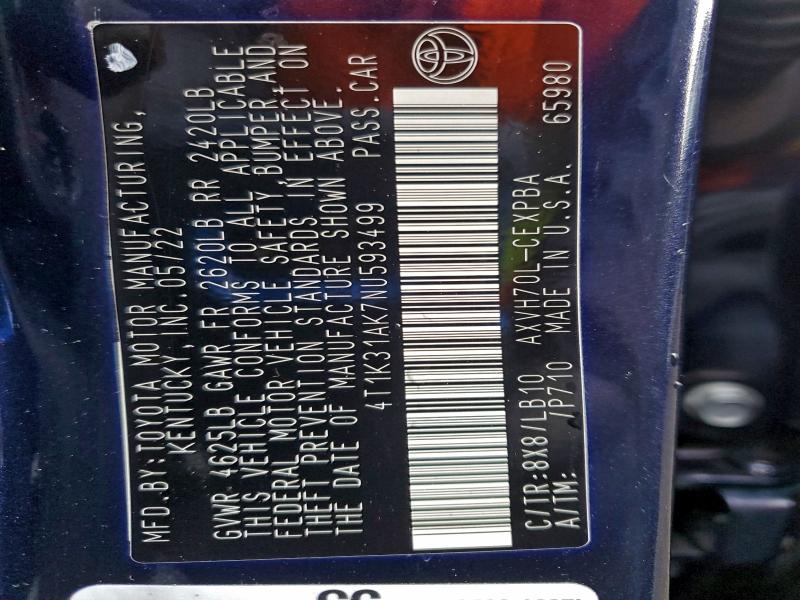 MFD.BY: TOYOTA MOTOR MANUFACTURING,
KENTUCKY, INC. 05/22
GVWR 4625LB GAWR FR 2620LB RR 2420LB
THIS VEHICLE CONFORMS TO ALL APPLICABLE
FEDERAL MOTOR VEHICLE SAFETY, BUMPER, AND
THEFT PREVENTION STANDARDS IN EFFECT ON
THE DATE OF MANUFACTURE SHOWN ABOVE.
4T1K31AK7NU593499 PASS.CAR
C/TR:8X8/LB10 AXVH70L-CEXPBA 65980
A/TM: /P710 MADE IN U.S.A.